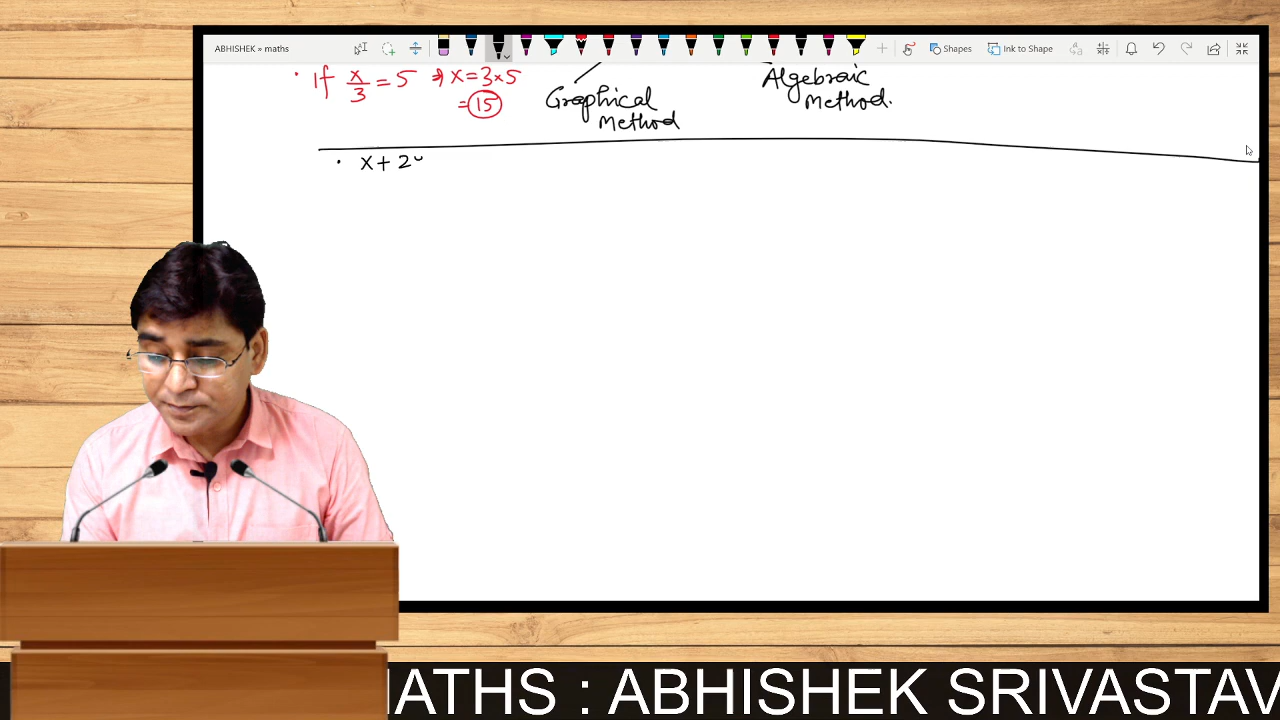 ABHISHEK » maths
Shapes
Ink to Shape
· If x/3 = 5 ⇒ x = 3×5
= 15
Graphical
Method
Algebraic
Method.
· x + 2
MATHS : ABHISHEK SRIVASTAV